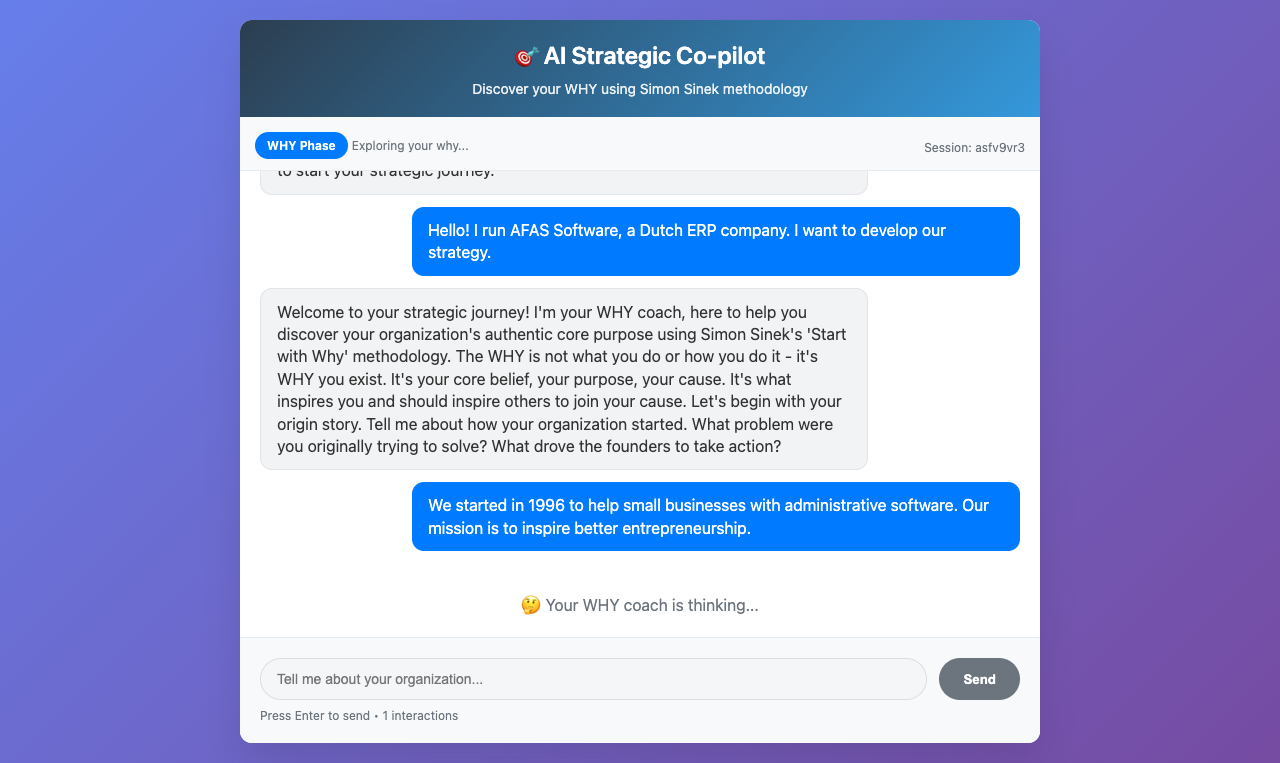 🎯 AI Strategic Co-pilot
Discover your WHY using Simon Sinek methodology
WHY Phase Exploring your why...
Session: asfv9vr3
to start your strategic journey.
Hello! I run AFAS Software, a Dutch ERP company. I want to develop our
strategy.
Welcome to your strategic journey! I'm your WHY coach, here to help you
discover your organization's authentic core purpose using Simon Sinek's 'Start
with Why' methodology. The WHY is not what you do or how you do it - it's
WHY you exist. It's your core belief, your purpose, your cause. It's what
inspires you and should inspire others to join your cause. Let's begin with your
origin story. Tell me about how your organization started. What problem were
you originally trying to solve? What drove the founders to take action?
We started in 1996 to help small businesses with administrative software. Our
mission is to inspire better entrepreneurship.
🤔 Your WHY coach is thinking...
Tell me about your organization...
Send
Press Enter to send • 1 interactions